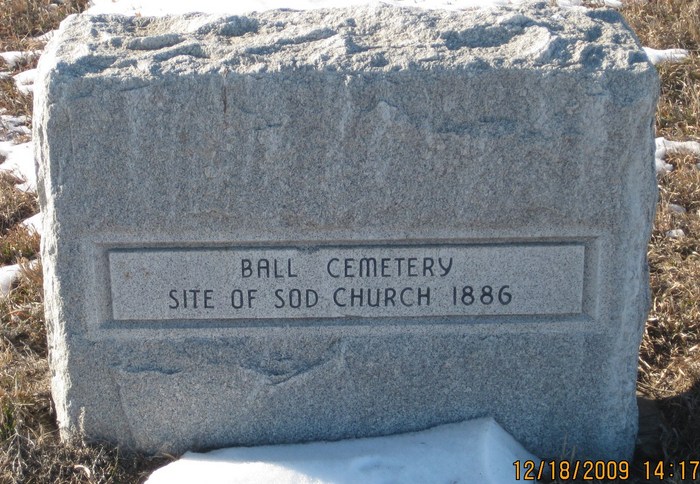 BALL CEMETERY
SITE OF SOD CHURCH 1886
12/18/2009 14:17